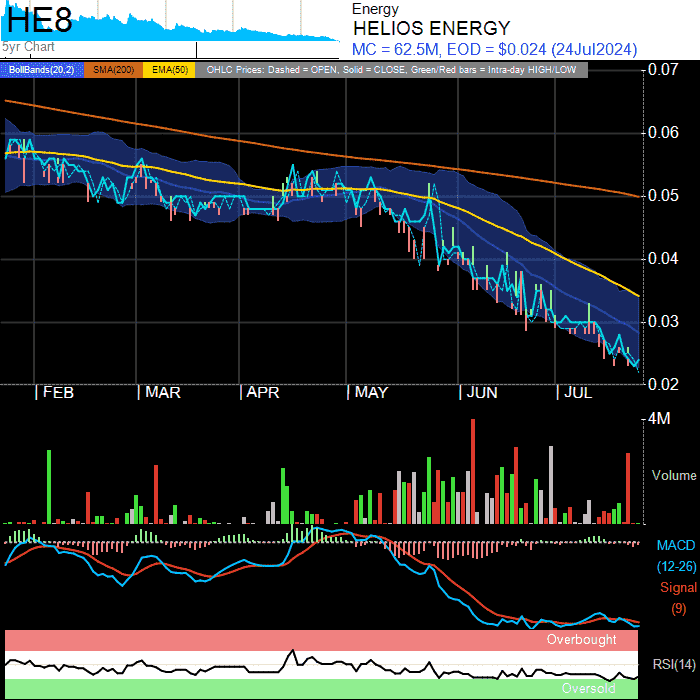 HE8
5yr Chart
Energy
HELIOS ENERGY
MC = 62.5M, EOD = $0.024 (24Jul2024)
BollBands(20,2) SMA(200) EMA(50) OHLC Prices: Dashed = OPEN, Solid = CLOSE, Green/Red bars = Intra-day HIGH/LOW
0.07
0.06
0.05
0.04
0.03
0.02
FEB MAR APR MAY JUN JUL
4M
Volume
MACD
(12-26)
Signal
(9)
Overbought
RSI(14)
Oversold